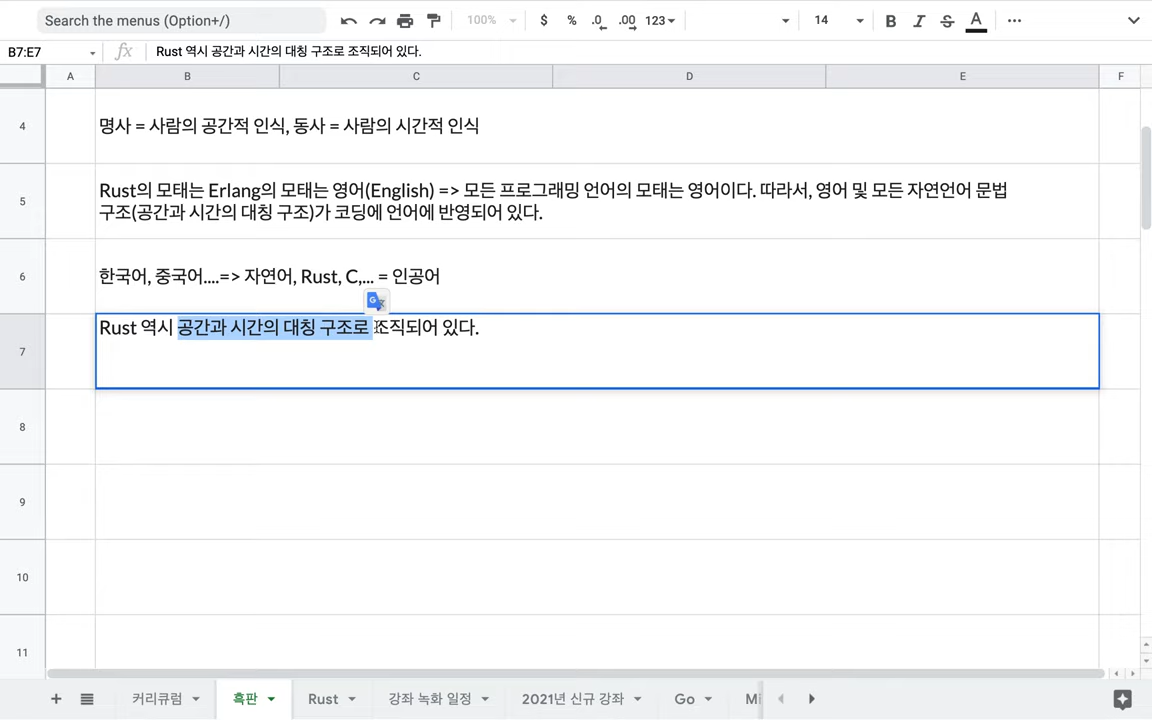 Search the menus (Option+/)
100%
$ % .0 .00 123
14
B I S A
B7:E7
fx
Rust 역시 공간과 시간의 대칭 구조로 조직되어 있다.
A B C D E F
4
명사 = 사람의 공간적 인식, 동사 = 사람의 시간적 인식
5
Rust의 모태는 Erlang의 모태는 영어(English) => 모든 프로그래밍 언어의 모태는 영어이다. 따라서, 영어 및 모든 자연언어 문법
구조(공간과 시간의 대칭 구조)가 코딩에 언어에 반영되어 있다.
6
한국어, 중국어....=> 자연어, Rust, C,... = 인공어
7
Rust 역시 공간과 시간의 대칭 구조로 조직되어 있다.
8
9
10
11
커리큐럼 흑판 Rust 강좌 녹화 일정 2021년 신규 강좌 Go